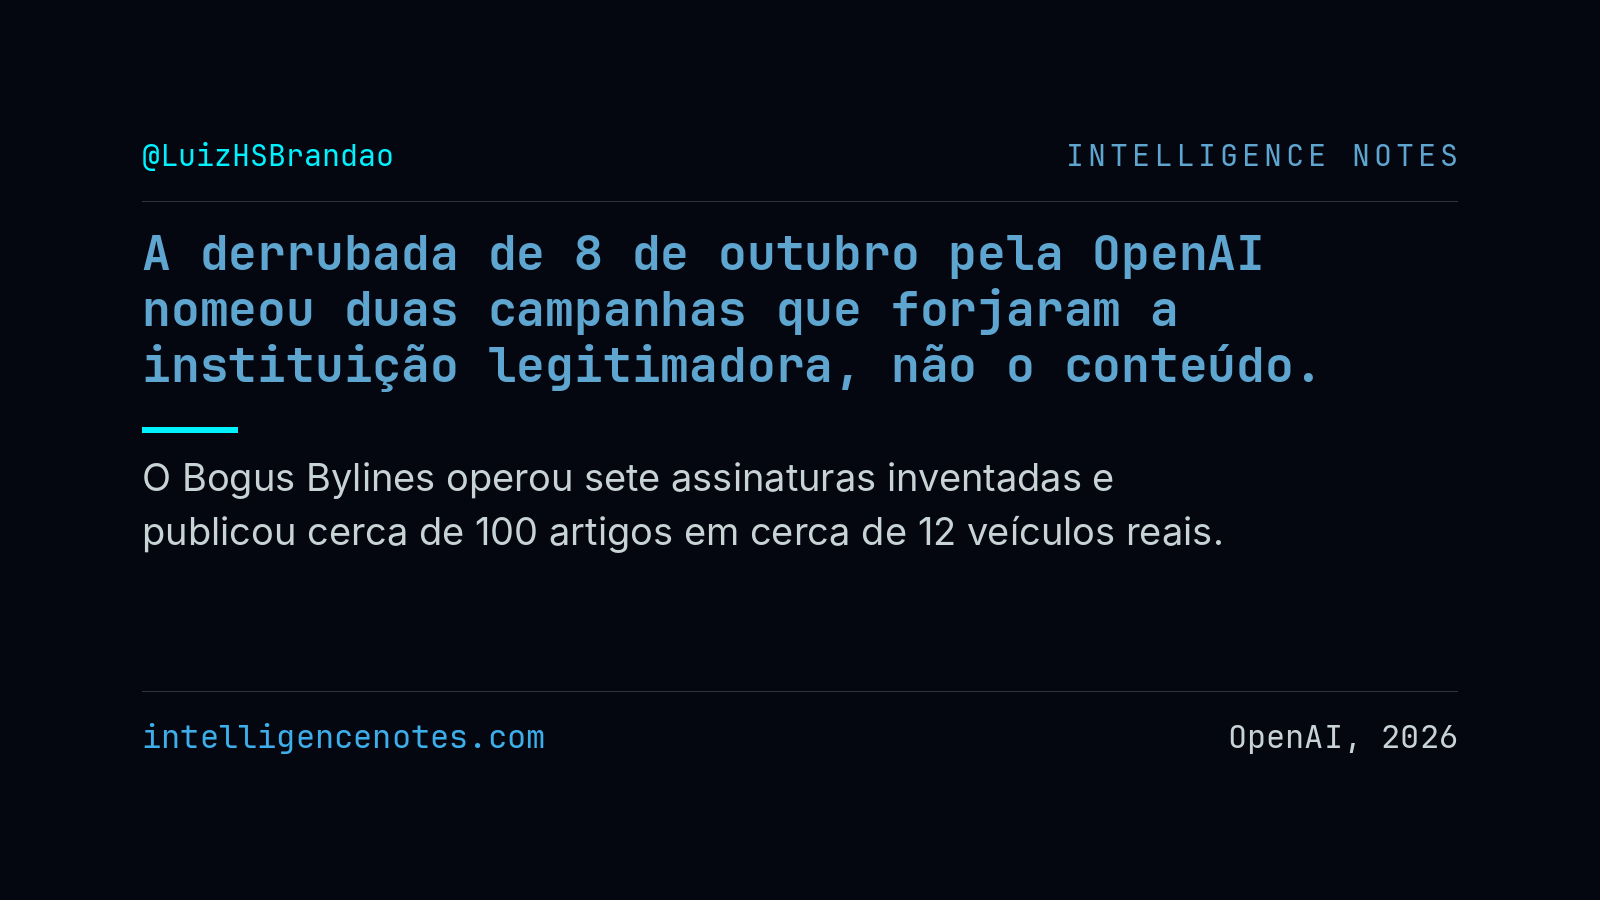 @LuizHSBrandao
INTELLIGENCE NOTES
A derrubada de 8 de outubro pela OpenAI
nomeou duas campanhas que forjaram a
instituição legitimadora, não o conteúdo.
O Bogus Bylines operou sete assinaturas inventadas e
publicou cerca de 100 artigos em cerca de 12 veículos reais.
intelligencenotes.com
OpenAI, 2026